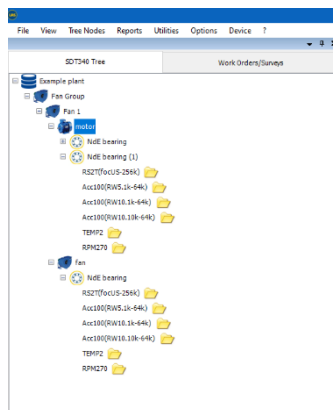 File View Tree Nodes Reports Utilities Options Device ?
SDT340 Tree Work Orders/Surveys
Example plant
Fan Group
Fan 1
motor
NdE bearing
NdE bearing (1)
RS2T(focUS-256k)
Acc100(RW5.1k-64k)
Acc100(RW10.1k-64k)
Acc100(RW10.10k-64k)
TEMP2
RPM270
fan
NdE bearing
RS2T(focUS-256k)
Acc100(RW5.1k-64k)
Acc100(RW10.1k-64k)
Acc100(RW10.10k-64k)
TEMP2
RPM270